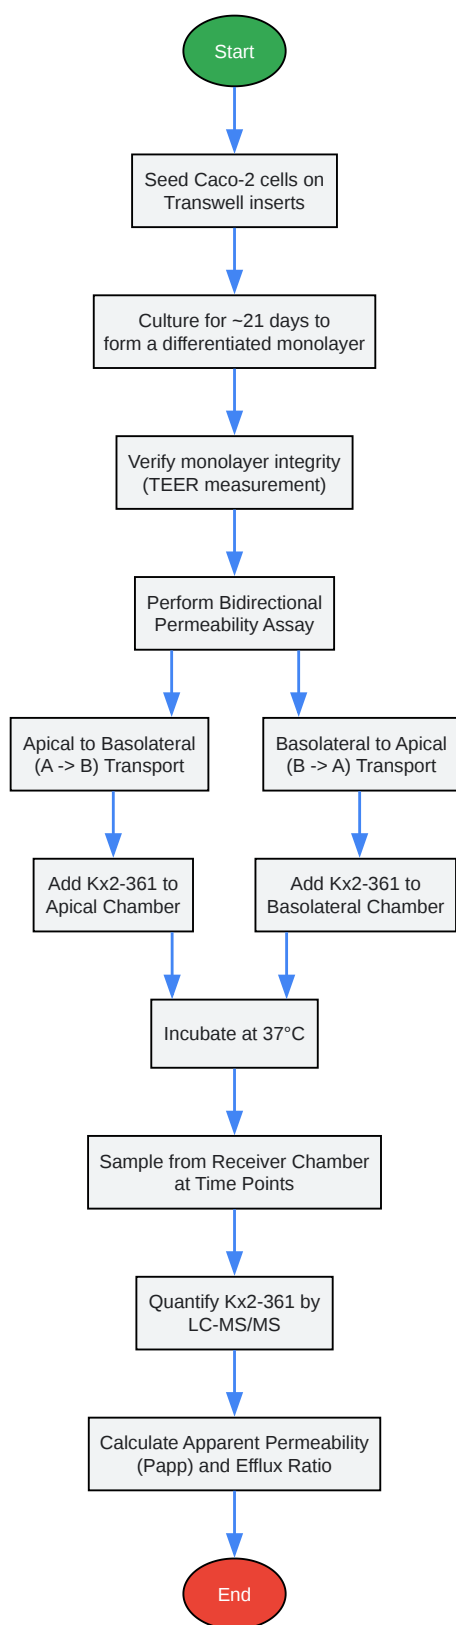 Start
Seed Caco-2 cells on
Transwell inserts
Culture for ~21 days to
form a differentiated monolayer
Verify monolayer integrity
(TEER measurement)
Perform Bidirectional
Permeability Assay
Apical to Basolateral
(A -> B) Transport
Basolateral to Apical
(B -> A) Transport
Add Kx2-361 to
Apical Chamber
Add Kx2-361 to
Basolateral Chamber
Incubate at 37°C
Sample from Receiver Chamber
at Time Points
Quantify Kx2-361 by
LC-MS/MS
Calculate Apparent Permeability
(Papp) and Efflux Ratio
End